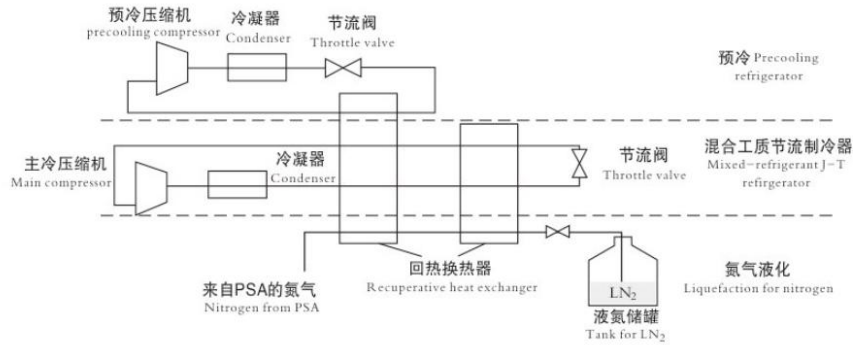 预冷压缩机
precooling compressor
冷凝器
Condenser
节流阀
Throttle valve
预冷 Precooling
refrigerator
主冷压缩机
Main compressor
冷凝器
Condenser
节流阀
Throttle valve
混合工质节流制冷器
Mixed-refrigerant J-T
refirgerator
来自PSA的氮气
Nitrogen from PSA
回热换热器
Recuperative heat exchanger
LN2
液氮储罐
Tank for LN2
氮气液化
Liquefaction for nitrogen